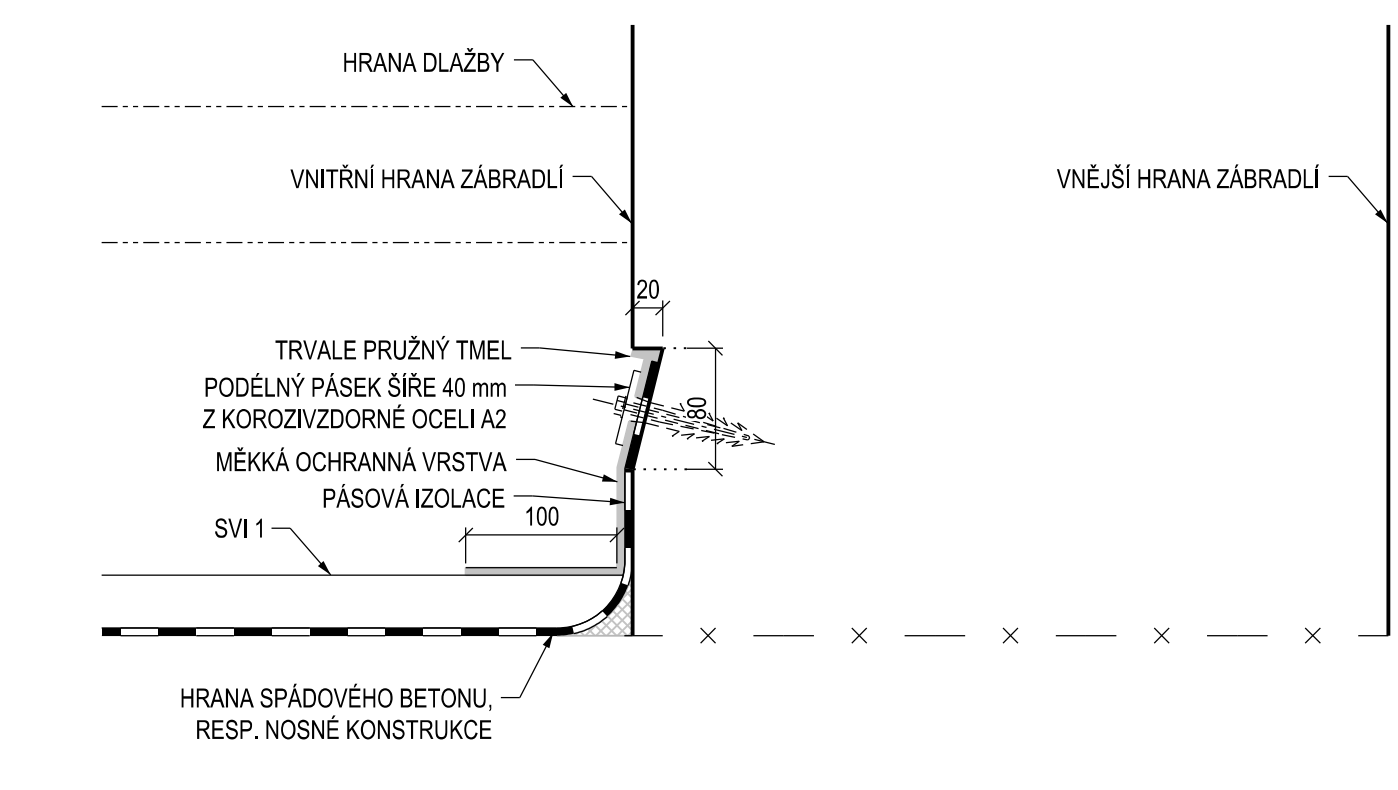 HRANA DLAŽBY
VNITŘNÍ HRANA ZÁBRADLÍ
VNĚJŠÍ HRANA ZÁBRADLÍ
20
TRVALE PRUŽNÝ TMEL
PODÉLNÝ PÁSEK ŠÍŘE 40 mm
Z KOROZIVZDORNÉ OCELI A2
80
MĚKKÁ OCHRANNÁ VRSTVA
PÁSOVÁ IZOLACE
100
SVI 1
HRANA SPÁDOVÉHO BETONU,
RESP. NOSNÉ KONSTRUKCE